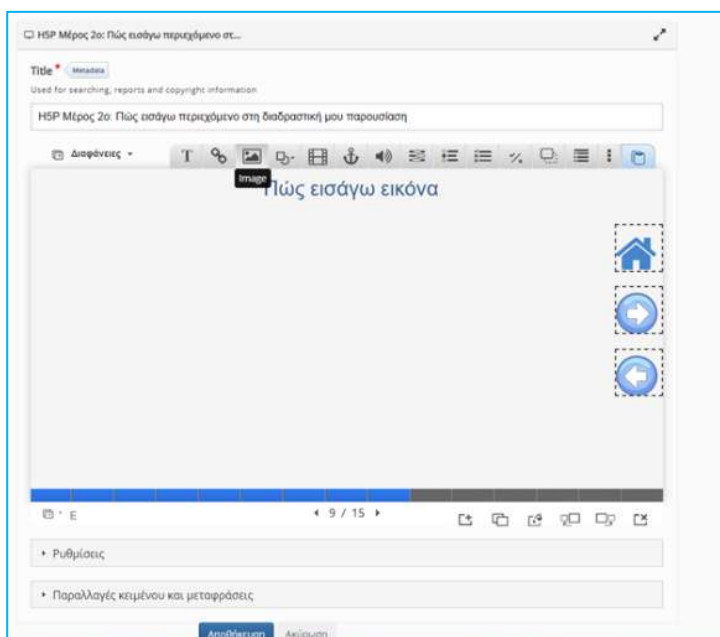 H5P Μέρος 2ο: Πώς εισάγω περιεχόμενο στ...
Title * Metadata
Used for searching, reports and copyright information
H5P Μέρος 2ο: Πώς εισάγω περιεχόμενο στη διαδραστική μου παρουσίαση
Διαφάνειες
T
Image
Πώς εισάγω εικόνα
E
9 / 15
Ρυθμίσεις
Παραλλαγές κειμένου και μεταφράσεις
Αποθήκευση Ακύρωση